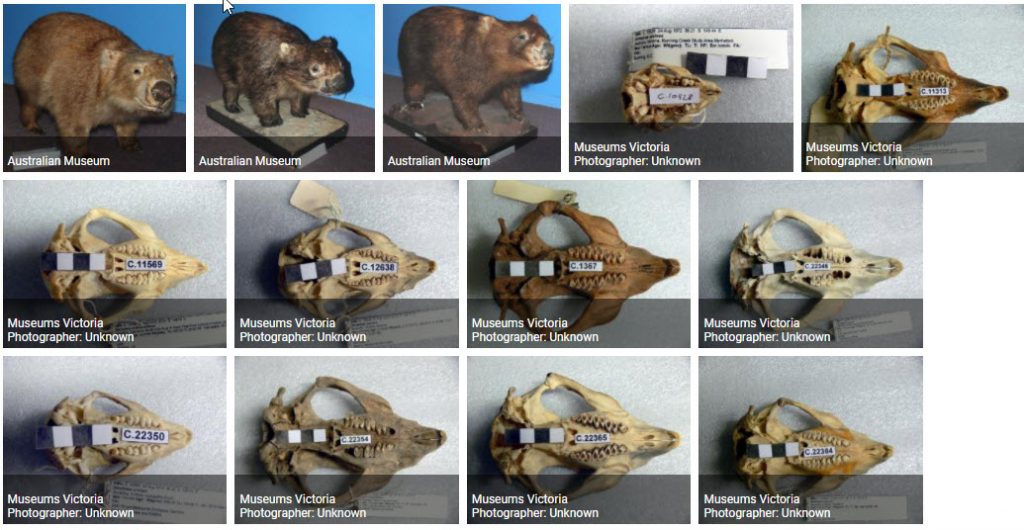 Australian Museum
Australian Museum
Australian Museum
C.10528
Museums Victoria
Photographer: Unknown
C.11313
Museums Victoria
Photographer: Unknown
C.11569
Museums Victoria
Photographer: Unknown
C.12638
Museums Victoria
Photographer: Unknown
C.1367
Museums Victoria
Photographer: Unknown
Museums Victoria
Photographer: Unknown
C.22350
Museums Victoria
Photographer: Unknown
C.22354
Museums Victoria
Photographer: Unknown
C.22365
Museums Victoria
Photographer: Unknown
C.22384
Museums Victoria
Photographer: Unknown